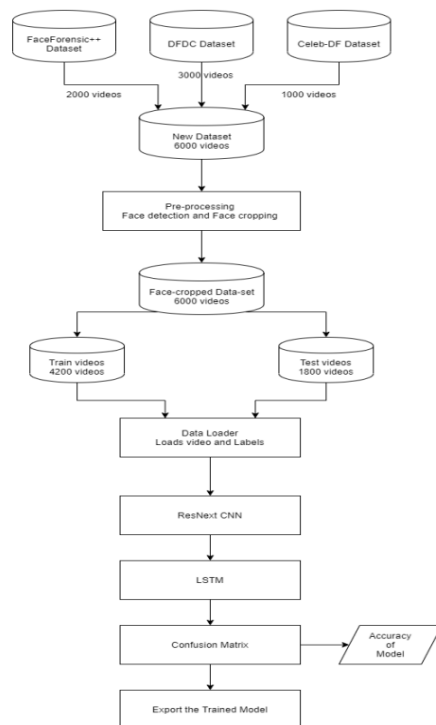 FaceForensic++
Dataset
DFDC Dataset
Celeb-DF Dataset
2000 videos
3000 videos
1000 videos
New Dataset
6000 videos
Pre-processing
Face detection and Face cropping
Face-cropped Data-set
6000 videos
Train videos
4200 videos
Test videos
1800 videos
Data Loader
Loads video and Labels
ResNext CNN
LSTM
Confusion Matrix
Accuracy
of
Model
Export the Trained Model